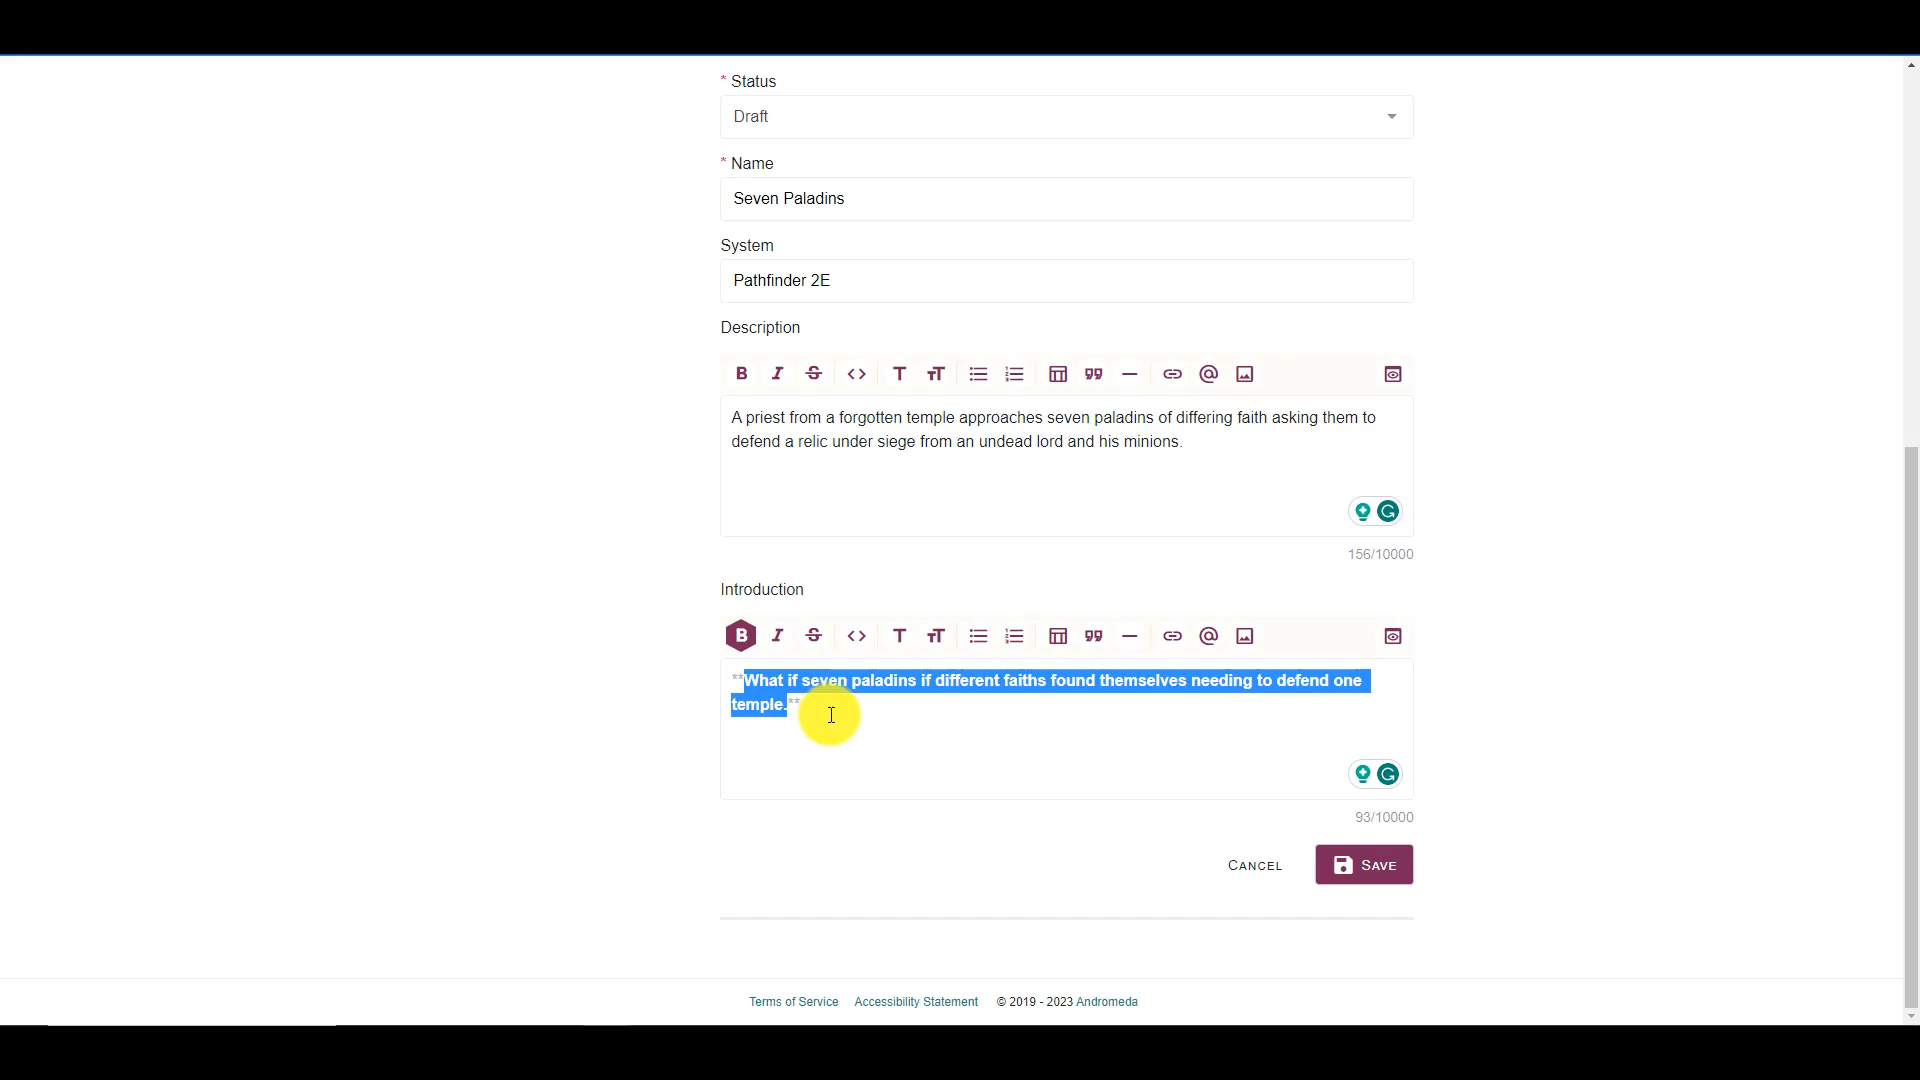 * Status
Draft
* Name
Seven Paladins
System
Pathfinder 2E
Description
A priest from a forgotten temple approaches seven paladins of differing faith asking them to
defend a relic under siege from an undead lord and his minions.
156/10000
Introduction
**What if seven paladins if different faiths found themselves needing to defend one
temple.**
93/10000
CANCEL
SAVE
Terms of Service Accessibility Statement © 2019 - 2023 Andromeda